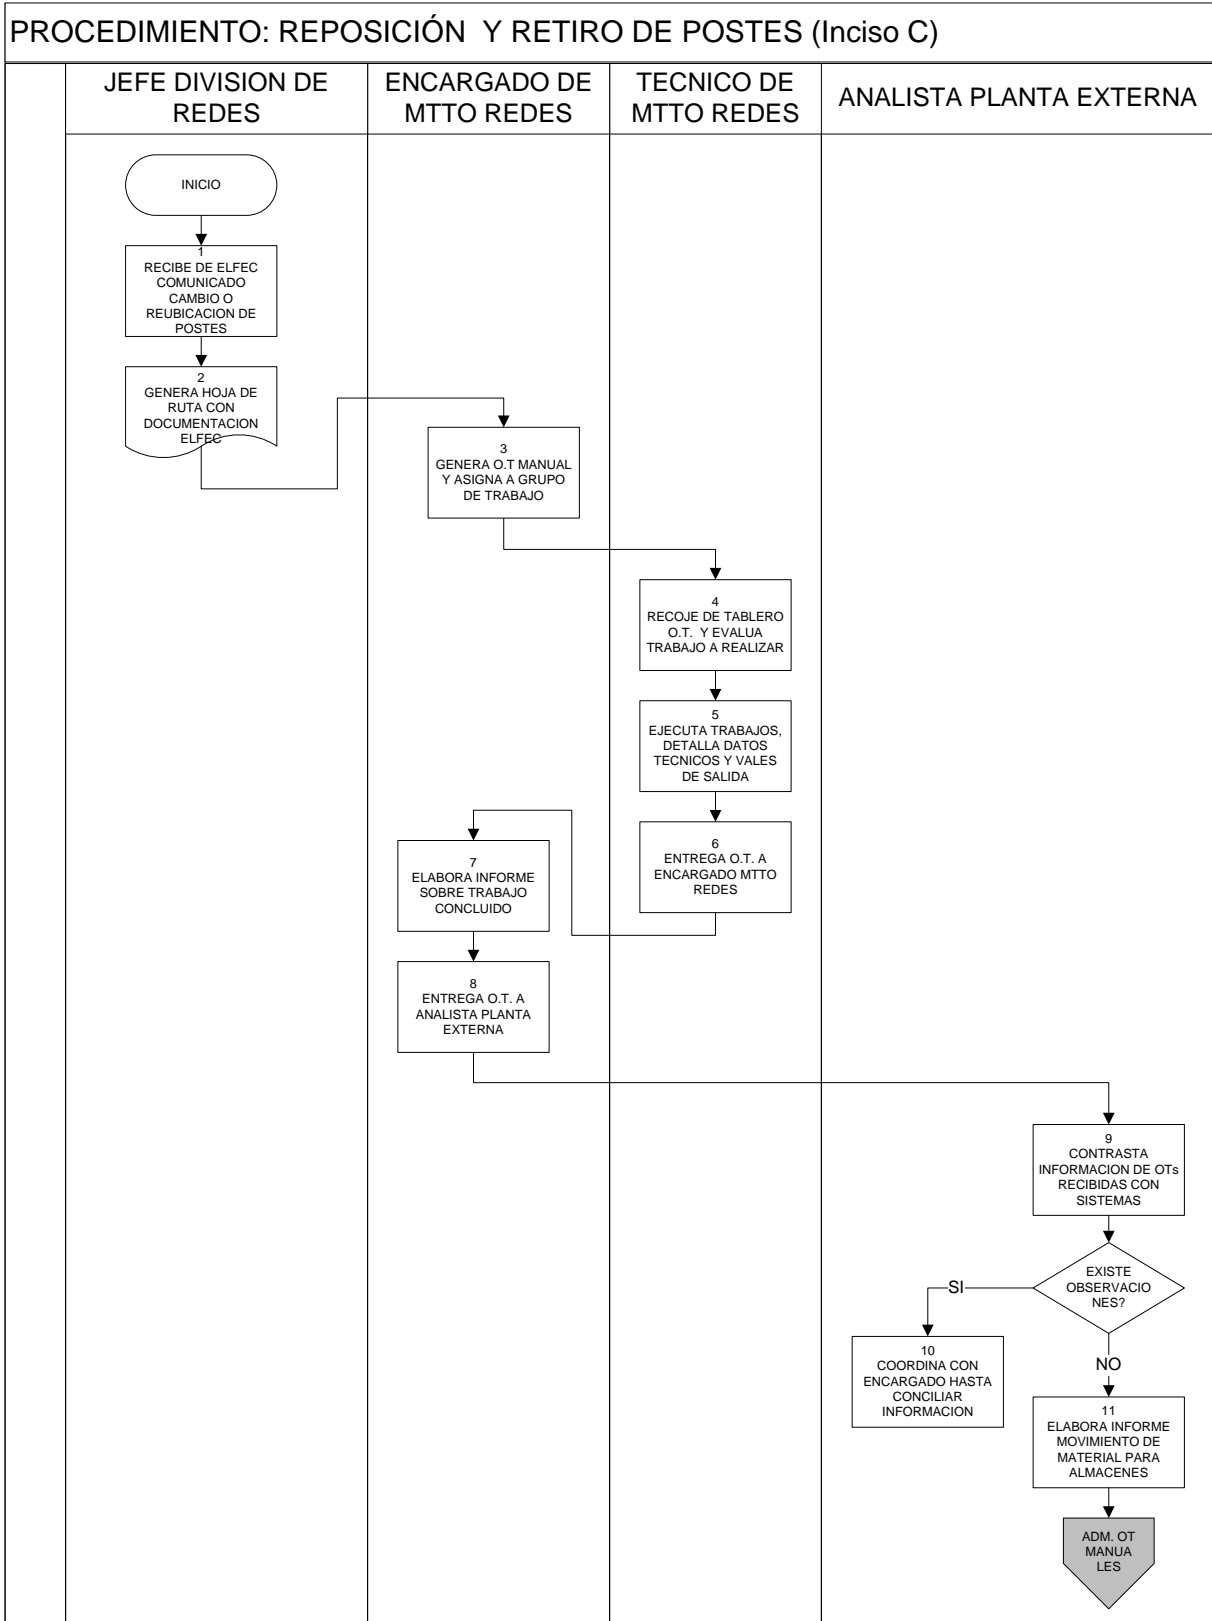 PROCEDIMIENTO: REPOSICIÓN Y RETIRO DE POSTES (Inciso C)
JEFE DIVISION DE
REDES
ENCARGADO DE
MTTO REDES
TECNICO DE
MTTO REDES
ANALISTA PLANTA EXTERNA
INICIO
1
RECIBE DE ELFEC
COMUNICADO
CAMBIO O
REUBICACION DE
POSTES
2
GENERA HOJA DE
RUTA CON
DOCUMENTACION
ELFEC
3
GENERA O.T MANUAL
Y ASIGNA A GRUPO
DE TRABAJO
4
RECOJE DE TABLERO
O.T. Y EVALUA
TRABAJO A REALIZAR
5
EJECUTA TRABAJOS,
DETALLA DATOS
TECNICOS Y VALES
DE SALIDA
6
ENTREGA O.T. A
ENCARGADO MTTO
REDES
7
ELABORA INFORME
SOBRE TRABAJO
CONCLUIDO
8
ENTREGA O.T. A
ANALISTA PLANTA
EXTERNA
9
CONTRASTA
INFORMACION DE OTs
RECIBIDAS CON
SISTEMAS
EXISTE
OBSERVACIO
NES?
SI
NO
10
COORDINA CON
ENCARGADO HASTA
CONCILIAR
INFORMACION
11
ELABORA INFORME
MOVIMIENTO DE
MATERIAL PARA
ALMACENES
ADM. OT
MANUA
LES